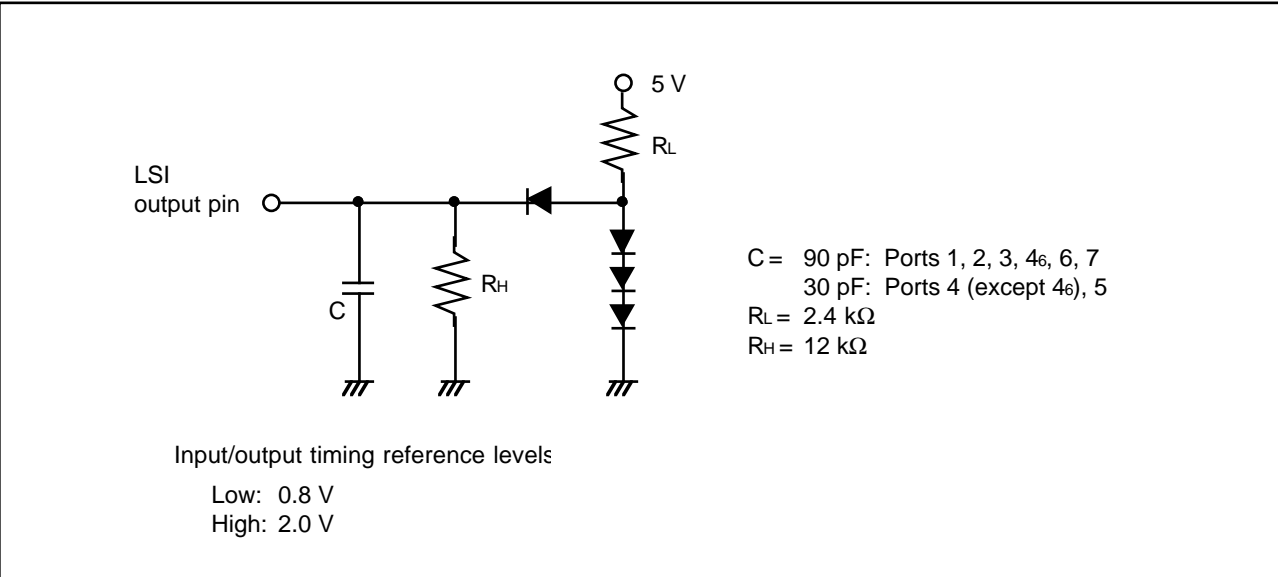 5 V
RL
LSI
output pin
C
RH
C = 90 pF: Ports 1, 2, 3, 46, 6, 7
30 pF: Ports 4 (except 46), 5
RL = 2.4 kΩ
RH = 12 kΩ
Input/output timing reference levels
Low: 0.8 V
High: 2.0 V